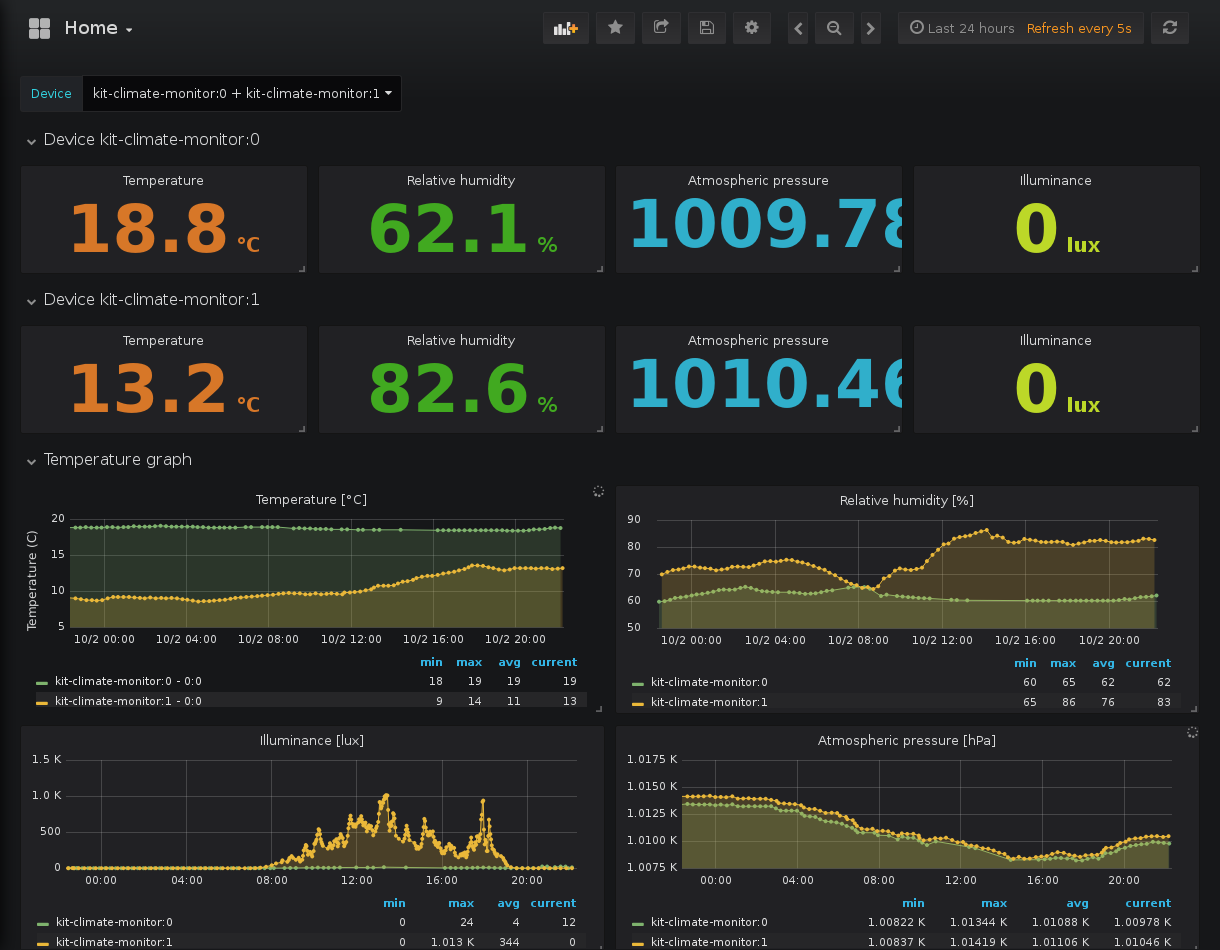 Home
Last 24 hours Refresh every 5s
Device kit-climate-monitor:0 + kit-climate-monitor:1
Device kit-climate-monitor:0
Temperature Relative humidity Atmospheric pressure Illuminance
18.8 °C 62.1 % 1009.78 0 lux
Device kit-climate-monitor:1
Temperature Relative humidity Atmospheric pressure Illuminance
13.2 °C 82.6 % 1010.46 0 lux
Temperature graph
Temperature [°C]
Temperature (C)
20
15
10
5
10/2 00:00 10/2 04:00 10/2 08:00 10/2 12:00 10/2 16:00 10/2 20:00
min max avg current
kit-climate-monitor:0 - 0:0 18 19 19 19
kit-climate-monitor:1 - 0:0 9 14 11 13
Relative humidity [%]
90
80
70
60
50
10/2 00:00 10/2 04:00 10/2 08:00 10/2 12:00 10/2 16:00 10/2 20:00
min max avg current
kit-climate-monitor:0 60 65 62 62
kit-climate-monitor:1 65 86 76 83
Illuminance [lux]
1.5 K
1.0 K
500
0
00:00 04:00 08:00 12:00 16:00 20:00
min max avg current
kit-climate-monitor:0 0 24 4 12
kit-climate-monitor:1 0 1.013 K 344 0
Atmospheric pressure [hPa]
1.0175 K
1.0150 K
1.0125 K
1.0100 K
1.0075 K
00:00 04:00 08:00 12:00 16:00 20:00
min max avg current
kit-climate-monitor:0 1.00822 K 1.01344 K 1.01088 K 1.00978 K
kit-climate-monitor:1 1.00837 K 1.01419 K 1.01106 K 1.01046 K